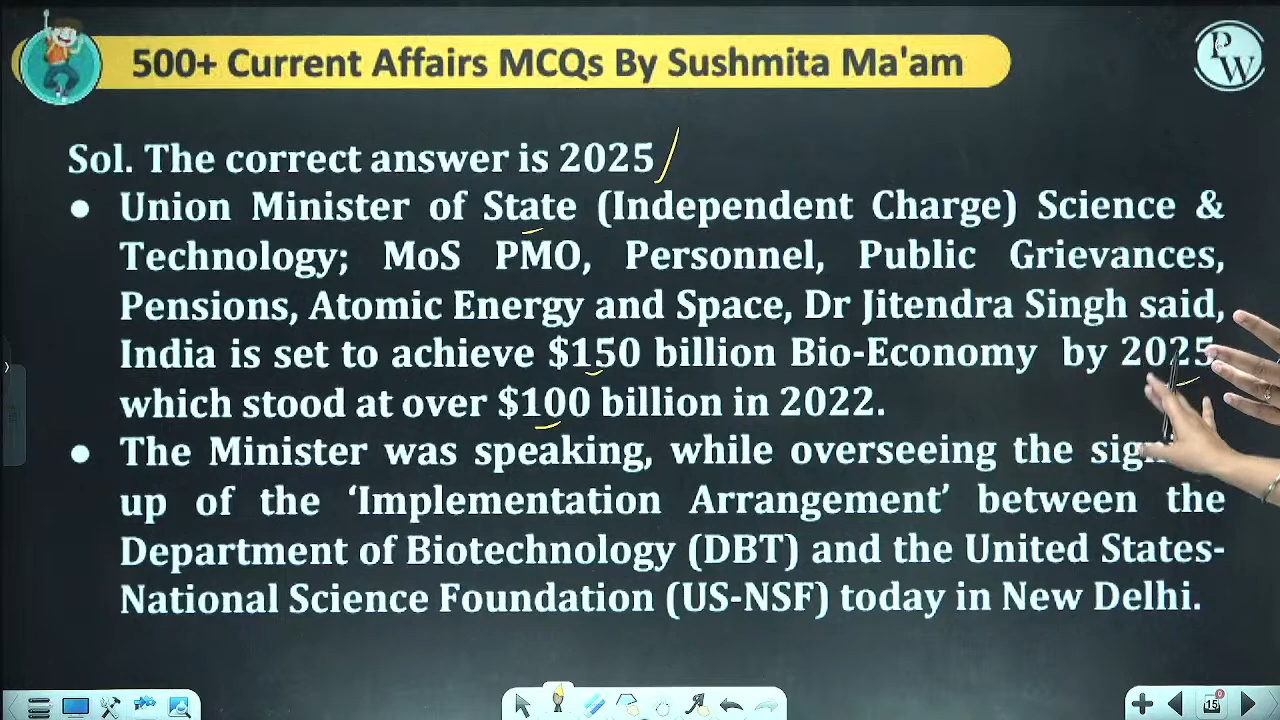 500+ Current Affairs MCQs By Sushmita Ma'am
PW
Sol. The correct answer is 2025
● Union Minister of State (Independent Charge) Science &
Technology; MoS PMO, Personnel, Public Grievances,
Pensions, Atomic Energy and Space, Dr Jitendra Singh said,
India is set to achieve $150 billion Bio-Economy by 2025,
which stood at over $100 billion in 2022.
● The Minister was speaking, while overseeing the
up of the ‘Implementation Arrangement’ between the
Department of Biotechnology (DBT) and the United States-
National Science Foundation (US-NSF) today in New Delhi.
15